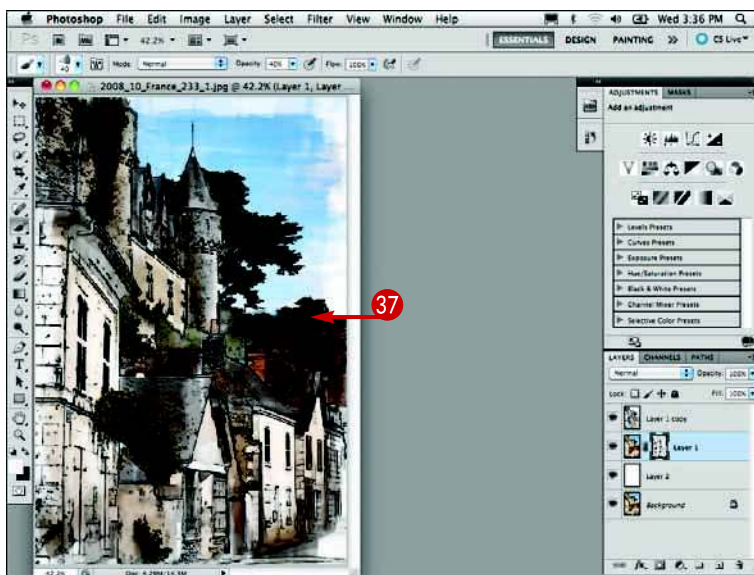 Photoshop File Edit Image Layer Select Filter View Window Help Wed 3:36 PM
PS 42.2% ESSENTIALS DESIGN PAINTING >> CS Live
Mode: Normal Opacity: 40% Flow: 100%
2008_10_France_233_1.jpg @ 42.2% (Layer 1, Layer ...
37
ADJUSTMENTS MASKS
Add an adjustment
Levels Presets
Curves Presets
Exposure Presets
Hue/Saturation Presets
Black & White Presets
Channel Mixer Presets
Selective Color Presets
LAYERS CHANNELS PATHS
Normal Opacity: 100%
Lock: Fill: 100%
Layer 1 copy
Layer 1
Layer 2
Background
42.2%